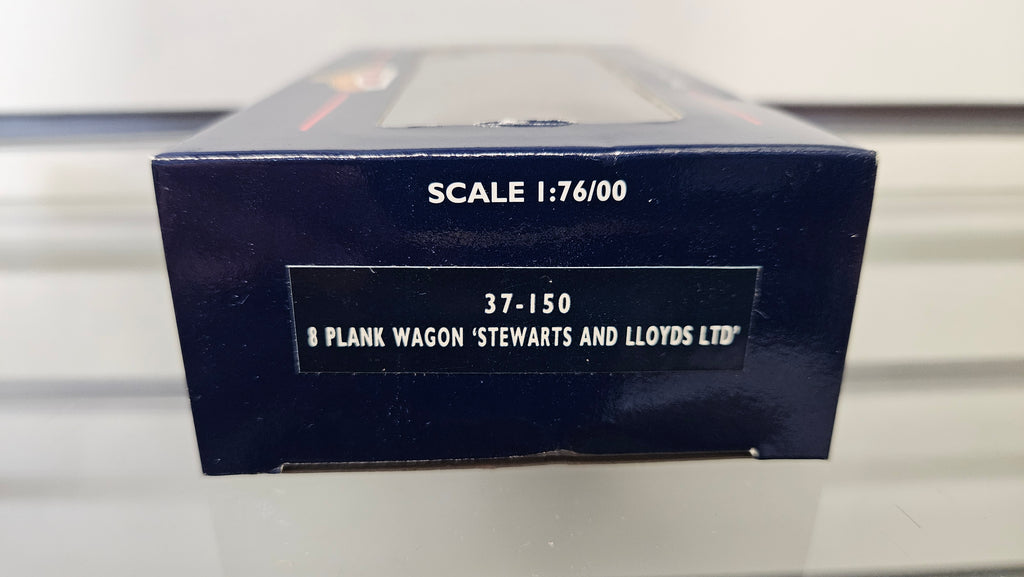 SCALE 1:76/00
37-150
8 PLANK WAGON ‘STEWARTS AND LLOYDS LTD’